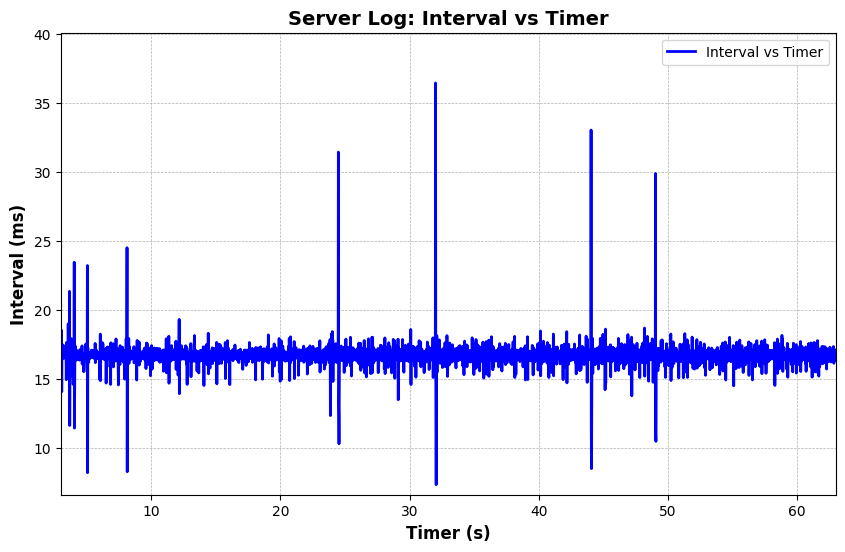 Server Log: Interval vs Timer
Interval vs Timer
40
35
30
25
20
15
10
Interval (ms)
10 20 30 40 50 60
Timer (s)